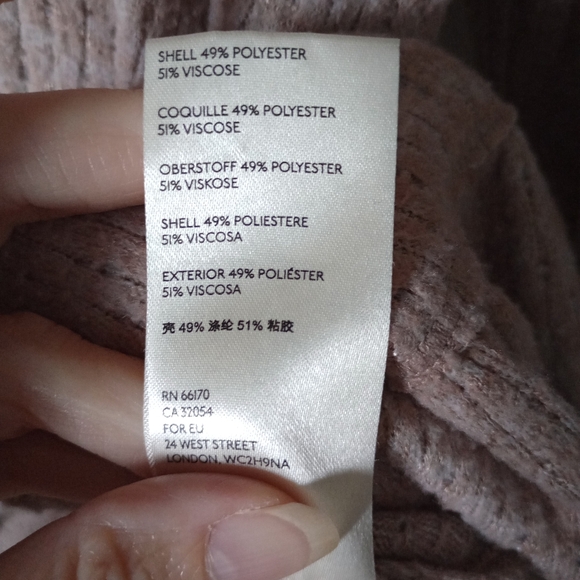 SHELL 49% POLYESTER
51% VISCOSE
COQUILLE 49% POLYESTER
51% VISCOSE
OBERSTOFF 49% POLYESTER
51% VISKOSE
SHELL 49% POLIESTERE
51% VISCOSA
EXTERIOR 49% POLIÉSTER
51% VISCOSA
壳 49% 涤纶 51% 粘胶
RN 66170
CA 32054
FOR EU
24 WEST STREET
LONDON, WC2H9NA